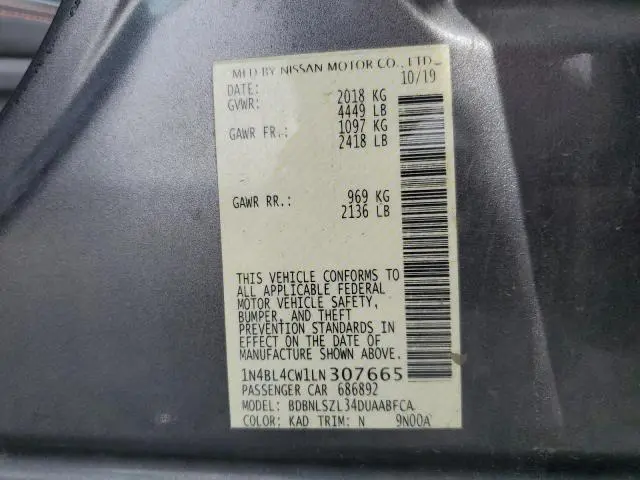 MFD BY NISSAN MOTOR CO., LTD.
DATE: 10/19
GVWR: 2018 KG
4449 LB
GAWR FR.: 1097 KG
2418 LB
GAWR RR.: 969 KG
2136 LB
THIS VEHICLE CONFORMS TO
ALL APPLICABLE FEDERAL
MOTOR VEHICLE SAFETY,
BUMPER, AND THEFT
PREVENTION STANDARDS IN
EFFECT ON THE DATE OF
MANUFACTURE SHOWN ABOVE.
1N4BL4CW1LN307665
PASSENGER CAR 686892
MODEL: BDBNLSZL34DUAABFCA
COLOR: KAD TRIM: N 9N00A